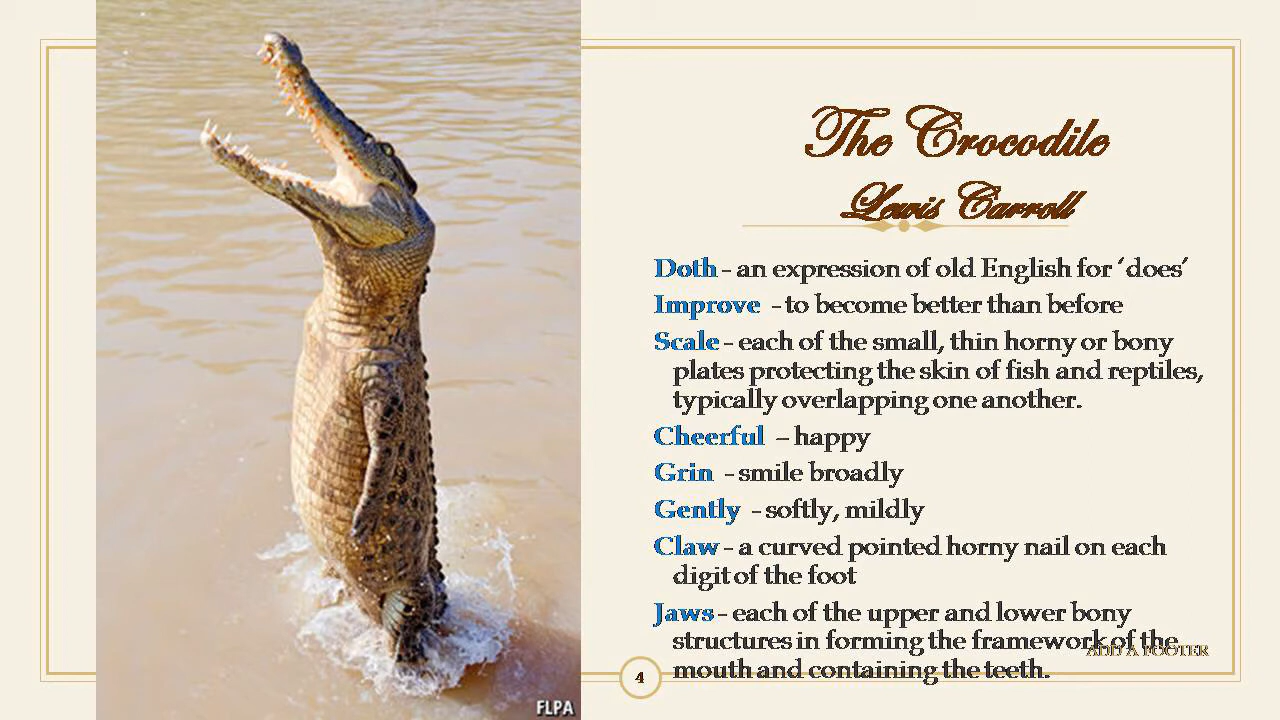 The Crocodile
Lewis Carroll
Doth - an expression of old English for ‘does’
Improve - to become better than before
Scale - each of the small, thin horny or bony
plates protecting the skin of fish and reptiles,
typically overlapping one another.
Cheerful – happy
Grin - smile broadly
Gently - softly, mildly
Claw - a curved pointed horny nail on each
digit of the foot
Jaws - each of the upper and lower bony
structures in forming the framework of the
mouth and containing the teeth.
ADD A FOOTER
4
FLPA